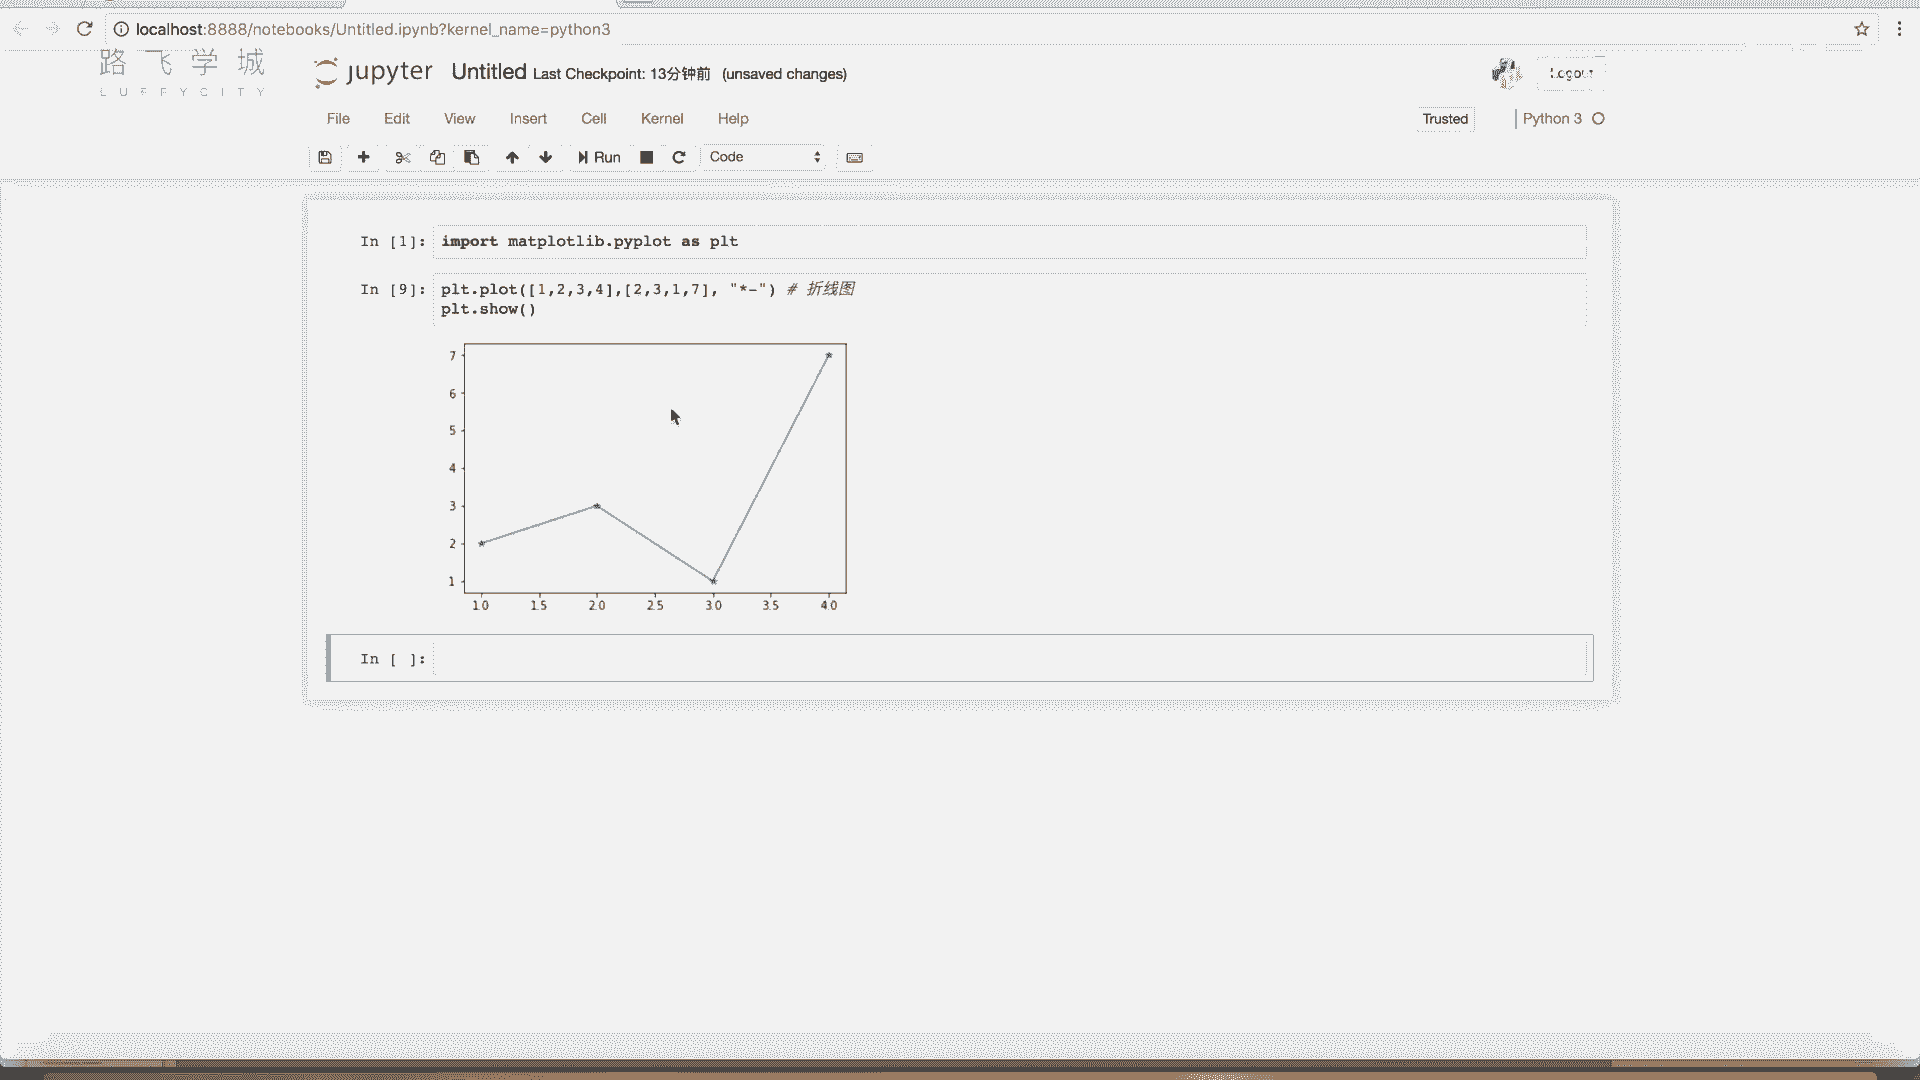 localhost:8888/notebooks/Untitled.ipynb?kernel_name=python3
路飞学城
LUFFYCITY
jupyter Untitled Last Checkpoint: 13分钟前 (unsaved changes)
Logout
File Edit View Insert Cell Kernel Help
Trusted
Python 3
Run
Code
In [1]: import matplotlib.pyplot as plt
In [9]: plt.plot([1,2,3,4],[2,3,1,7], "*-") # 折线图
plt.show()
7
6
5
4
3
2
1
1.0 1.5 2.0 2.5 3.0 3.5 4.0
In [ ]: